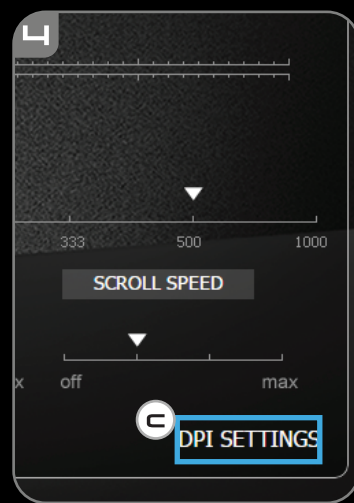 4
333 500 1000
SCROLL SPEED
x off max
c DPI SETTINGS